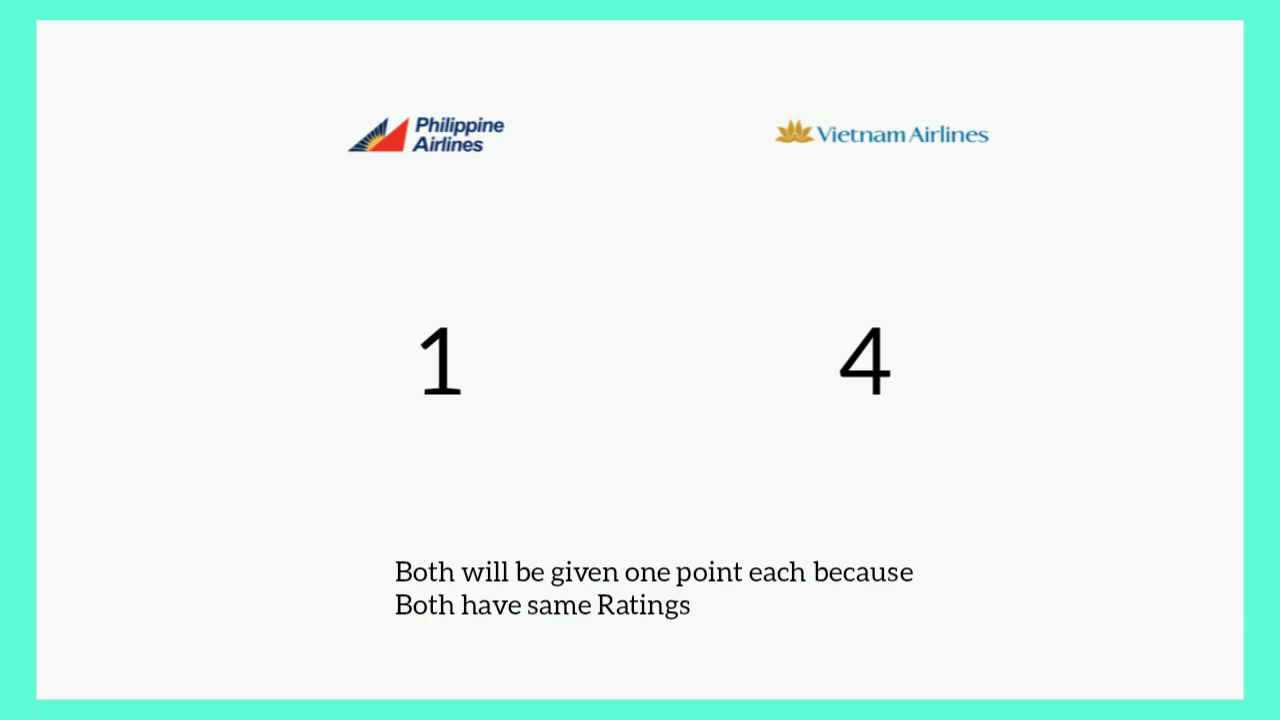 Philippine
Airlines
Vietnam Airlines
1
4
Both will be given one point each because
Both have same Ratings